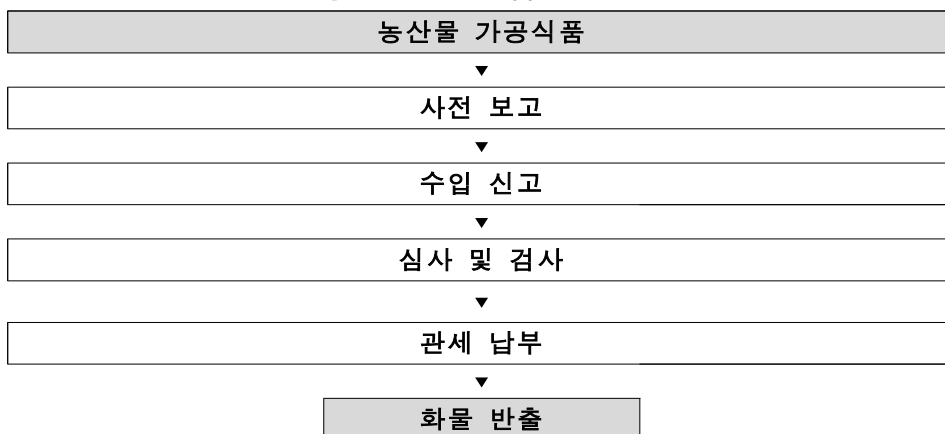 농산물 가공식품
▼
사전 보고
▼
수입 신고
▼
심사 및 검사
▼
관세 납부
▼
화물 반출